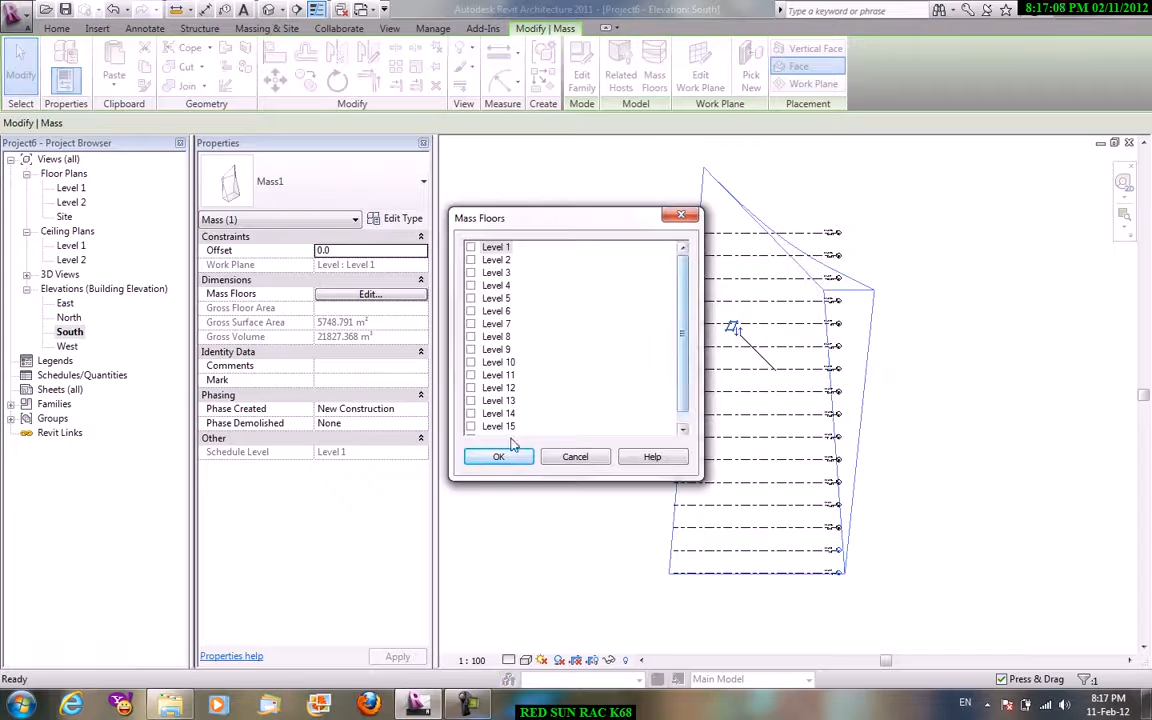 Autodesk Revit Architecture 2011 - [Project6 - Elevation: South]
Type a keyword or phrase
8:17:08 PM 02/11/2012
Home Insert Annotate Structure Massing & Site Collaborate View Manage Add-Ins Modify | Mass
Modify
Paste
Cope
Cut
Join
Edit Family
Related Hosts
Mass Floors
Edit Work Plane
Pick New
Vertical Face
Face
Work Plane
Select Properties Clipboard Geometry Modify View Measure Create Mode Model Work Plane Placement
Modify | Mass
Project6 - Project Browser
Views (all)
Floor Plans
Level 1
Level 2
Site
Ceiling Plans
Level 1
Level 2
3D Views
Elevations (Building Elevation)
East
North
South
West
Legends
Schedules/Quantities
Sheets (all)
Families
Groups
Revit Links
Properties
Mass1
Mass (1) Edit Type
Constraints
Offset 0.0
Work Plane Level : Level 1
Dimensions
Mass Floors Edit...
Gross Floor Area
Gross Surface Area 5748.791 m²
Gross Volume 21827.368 m³
Identity Data
Comments
Mark
Phasing
Phase Created New Construction
Phase Demolished None
Other
Schedule Level Level 1
Properties help Apply
Mass Floors
Level 1
Level 2
Level 3
Level 4
Level 5
Level 6
Level 7
Level 8
Level 9
Level 10
Level 11
Level 12
Level 13
Level 14
Level 15
OK Cancel Help
1 : 100
Ready
Main Model
Press & Drag
:1
EN
8:17 PM
11-Feb-12
RED SUN RAC K68